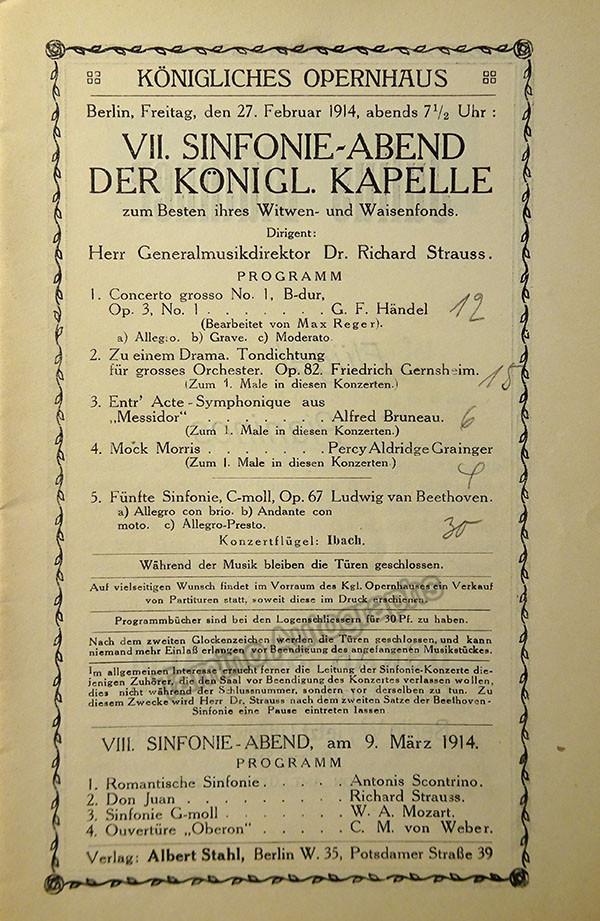 KÖNIGLICHES OPERNHAUS
Berlin, Freitag, den 27. Februar 1914, abends 7 1/2 Uhr :
VII. SINFONIE-ABEND
DER KÖNIGL. KAPELLE
zum Besten ihres Witwen- und Waisenfonds.
Dirigent:
Herr Generalmusikdirektor Dr. Richard Strauss.
PROGRAMM
1. Concerto grosso No. 1, B-dur,
Op. 3, No. 1 . . . . . . . G. F. Händel 12
(Bearbeitet von Max Reger).
a) Allegro. b) Grave. c) Moderato
2. Zu einem Drama. Tondichtung
für grosses Orchester. Op. 82. Friedrich Gernsheim. 18
(Zum 1. Male in diesen Konzerten.)
3. Entr' Acte-Symphonique aus
„Messidor“ . . . . . . Alfred Bruneau. 6
(Zum 1. Male in diesen Konzerten.)
4. Mock Morris . . . . . . Percy Aldridge Grainger
(Zum 1. Male in diesen Konzerten.) 4
5. Fünfte Sinfonie, C-moll, Op. 67 Ludwig van Beethoven.
a) Allegro con brio. b) Andante con
moto. c) Allegro-Presto. 30
Konzertflügel: Ibach.
Während der Musik bleiben die Türen geschlossen.
Auf vielseitigen Wunsch findet im Vorraum des Kgl. Opernhauses ein Verkauf
von Partituren statt, soweit diese im Druck erschienen.
Programmbücher sind bei den Logenschliessern für 30 Pf. zu haben.
Nach dem zweiten Glockenzeichen werden die Türen geschlossen, und kann
niemand mehr Einlaß erlangen vor Beendigung des angefangenen Musikstückes.
Im allgemeinen Interesse ersucht ferner die Leitung der Sinfonie-Konzerte die-
jenigen Zuhörer, die den Saal vor Beendigung des Konzertes verlassen wollen,
dies nicht während der Schlussnummer, sondern vor derselben zu tun. Zu
diesem Zwecke wird Herr Dr. Strauss nach dem zweiten Satze der Beethoven-
Sinfonie eine Pause eintreten lassen
VIII. SINFONIE-ABEND, am 9. März 1914.
PROGRAMM
1. Romantische Sinfonie . . . . . Antonis Scontrino.
2. Don Juan . . . . . . . . . Richard Strauss.
3. Sinfonie G-moll . . . . . . . W. A. Mozart.
4. Ouvertüre „Oberon“ . . . . . C. M. von Weber.
Verlag: Albert Stahl, Berlin W. 35, Potsdamer Straße 39